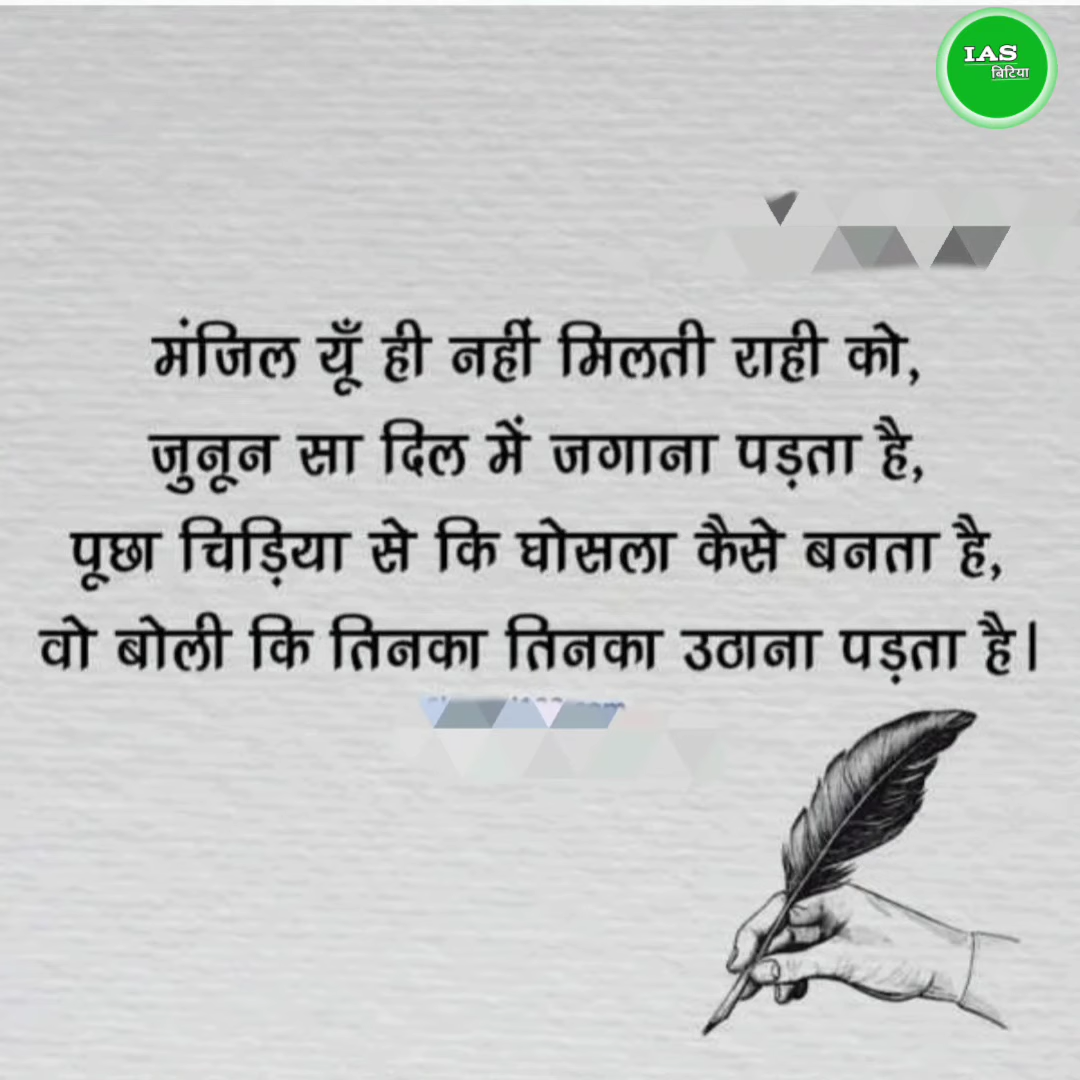 IAS
बिटिया
मंजिल यूँ ही नहीं मिलती राही को,
जुनून सा दिल में जगाना पड़ता है,
पूछा चिड़िया से कि घोसला कैसे बनता है,
वो बोली कि तिनका तिनका उठाना पड़ता है।